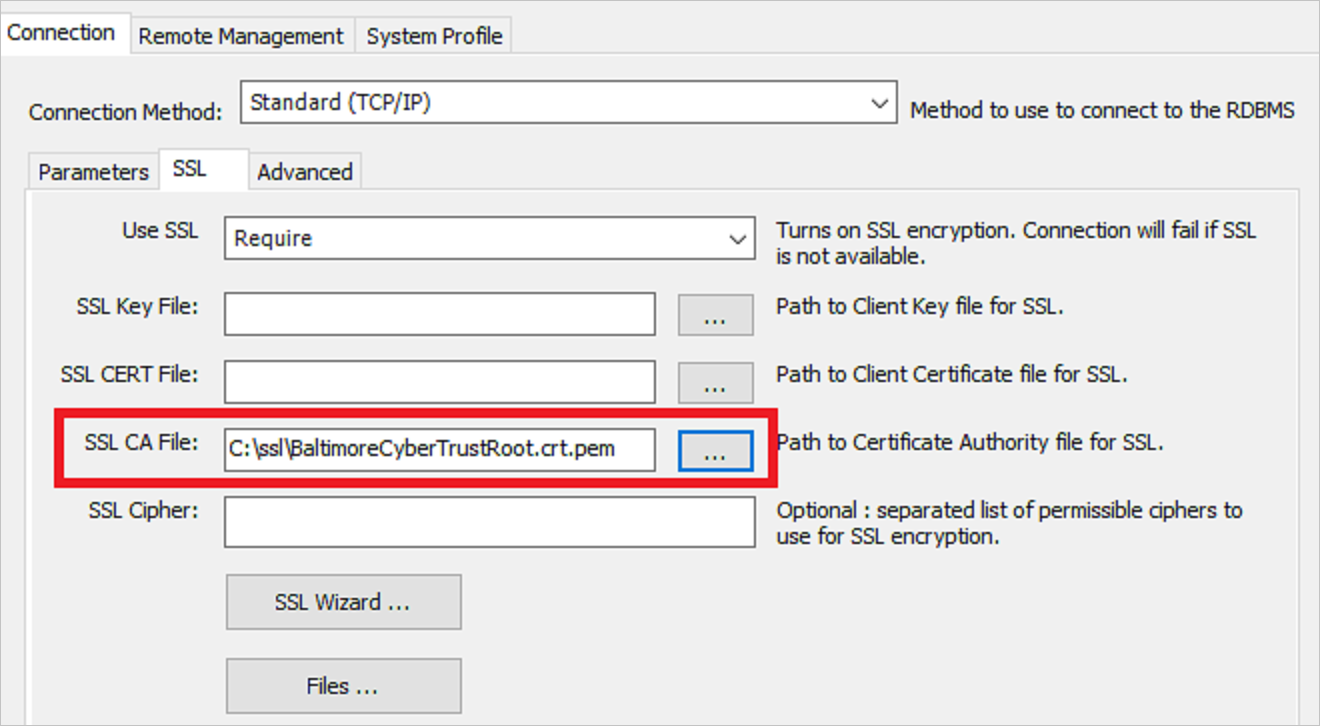 Connection Remote Management System Profile
Connection Method: Standard (TCP/IP) Method to use to connect to the RDBMS
Parameters SSL Advanced
Use SSL Require Turns on SSL encryption. Connection will fail if SSL
is not available.
SSL Key File: ... Path to Client Key file for SSL.
SSL CERT File: ... Path to Client Certificate file for SSL.
SSL CA File: C:\ssl\BaltimoreCyberTrustRoot.crt.pem ... Path to Certificate Authority file for SSL.
SSL Cipher: Optional : separated list of permissible ciphers to
use for SSL encryption.
SSL Wizard ...
Files ...